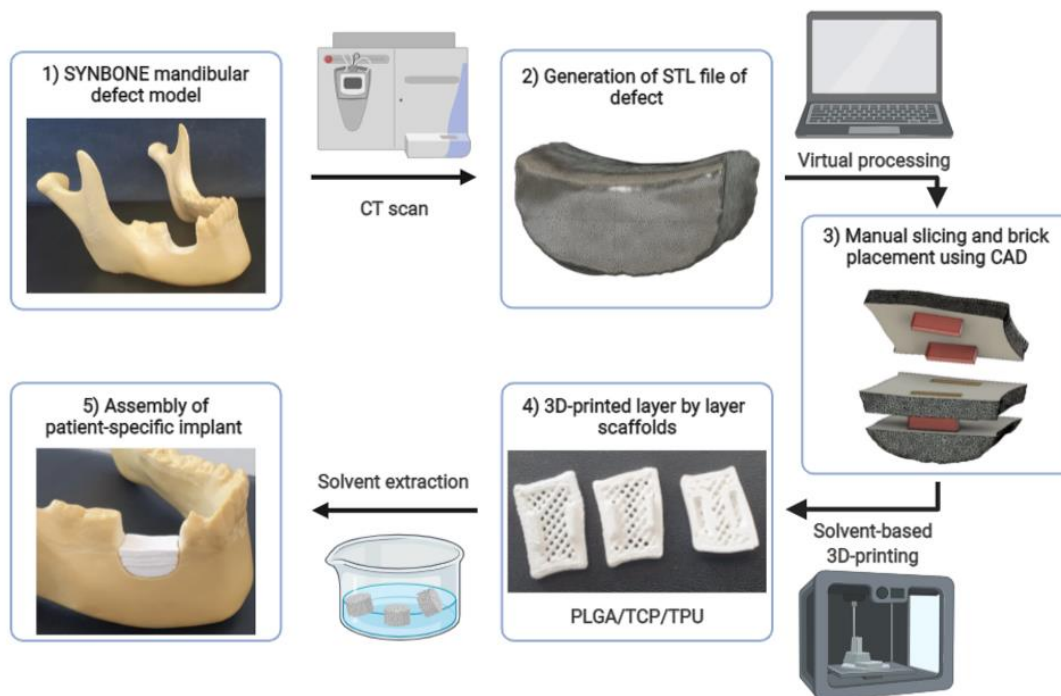 1) SYNBONE mandibular
defect model
CT scan
2) Generation of STL file of
defect
Virtual processing
3) Manual slicing and brick
placement using CAD
Solvent-based
3D-printing
4) 3D-printed layer by layer
scaffolds
PLGA/TCP/TPU
Solvent extraction
5) Assembly of
patient-specific implant